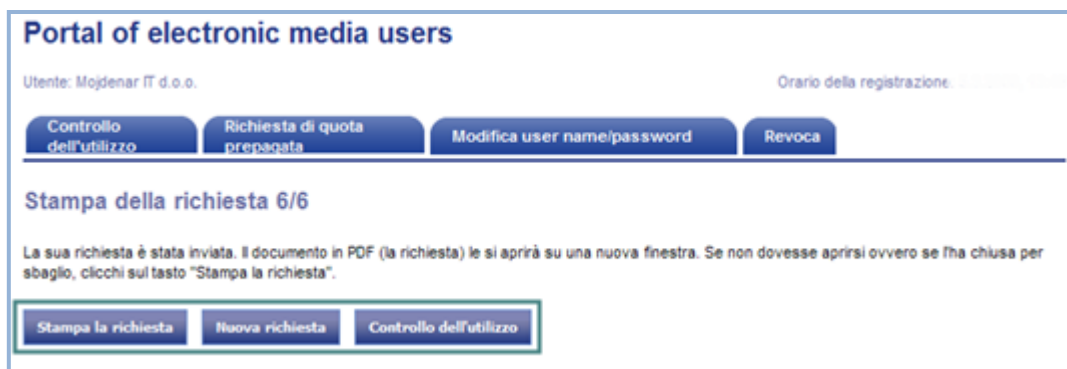 Portal of electronic media users
Utente: Mojdenar IT d.o.o.
Orario della registrazione:
Controllo dell'utilizzo
Richiesta di quota prepagata
Modifica user name/password
Revoca
Stampa della richiesta 6/6
La sua richiesta è stata inviata. Il documento in PDF (la richiesta) le si aprirà su una nuova finestra. Se non dovesse aprirsi ovvero se l'ha chiusa per
sbaglio, clicchi sul tasto "Stampa la richiesta".
Stampa la richiesta
Nuova richiesta
Controllo dell'utilizzo